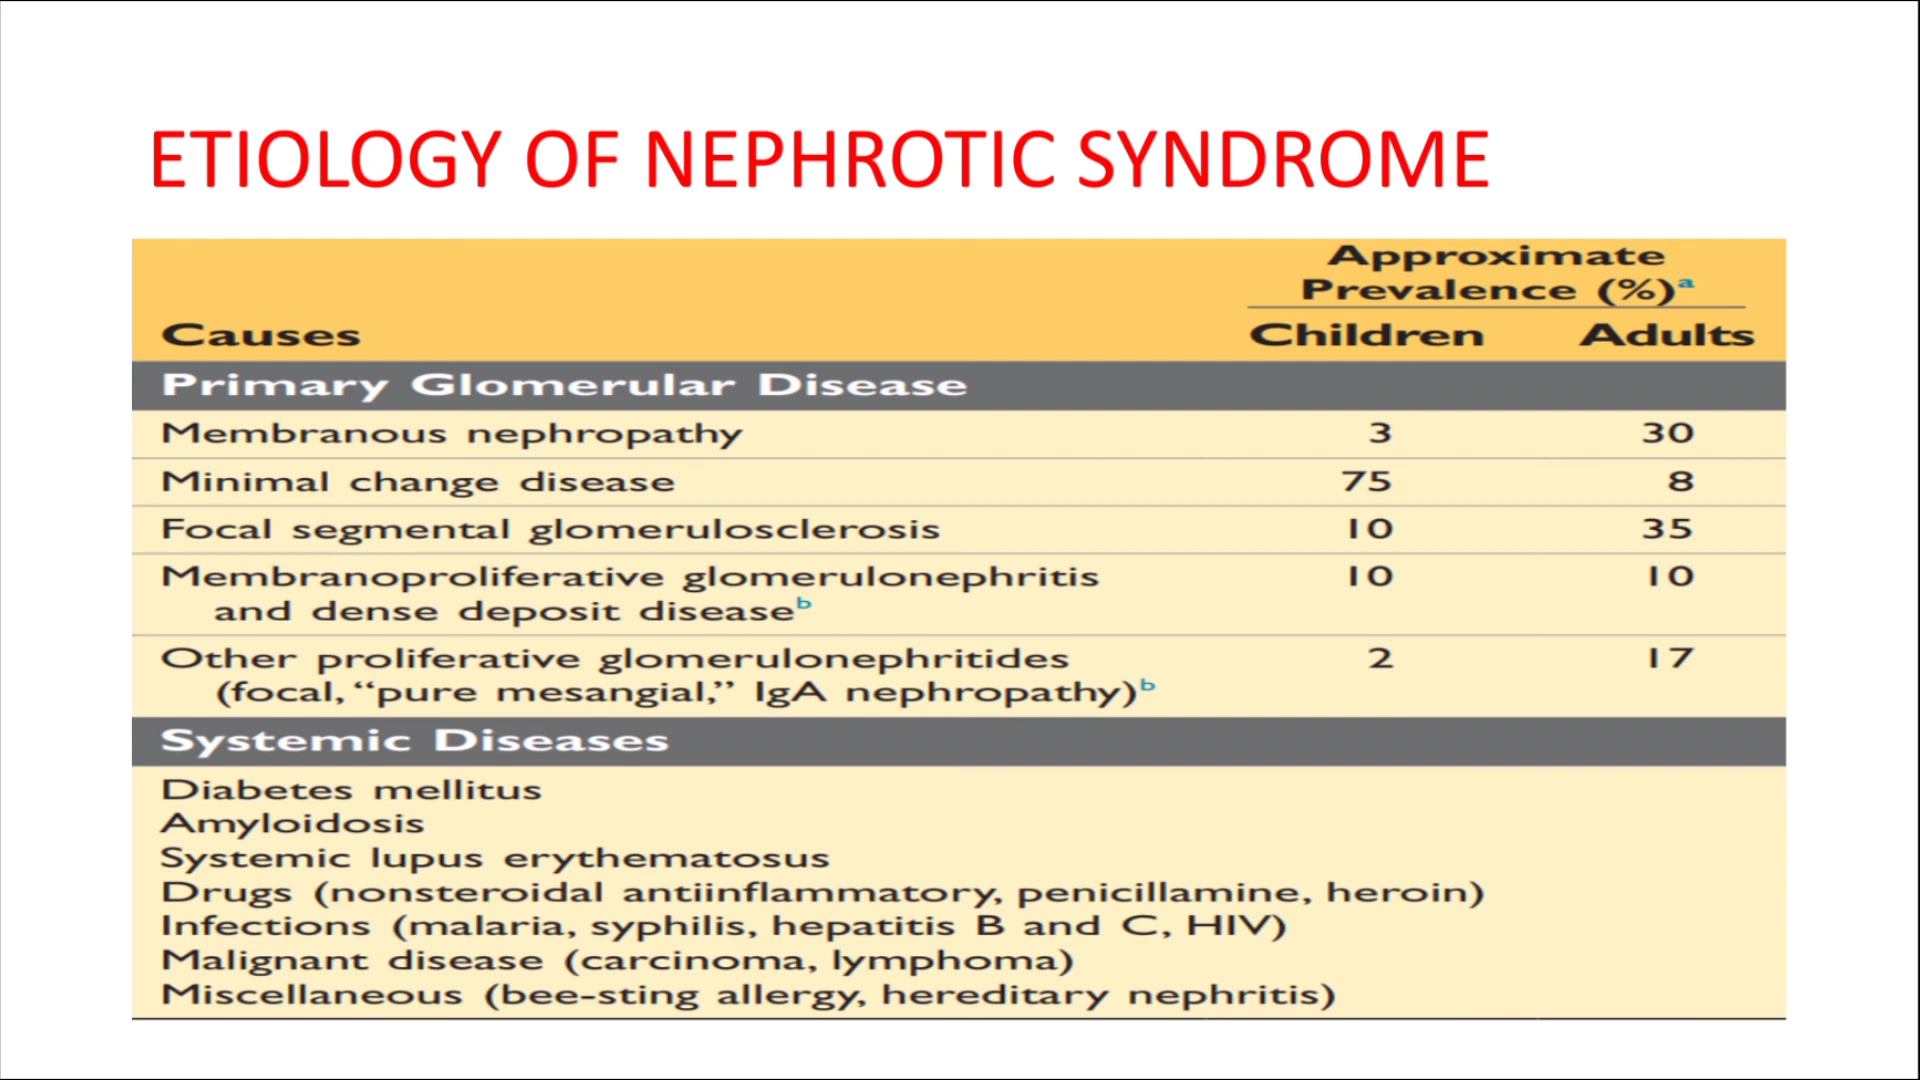 ETIOLOGY OF NEPHROTIC SYNDROME
Approximate
Prevalence (%)a
Causes Children Adults
Primary Glomerular Disease
Membranous nephropathy 3 30
Minimal change disease 75 8
Focal segmental glomerulosclerosis 10 35
Membranoproliferative glomerulonephritis 10 10
and dense deposit diseaseb
Other proliferative glomerulonephritides 2 17
(focal, “pure mesangial,” IgA nephropathy)b
Systemic Diseases
Diabetes mellitus
Amyloidosis
Systemic lupus erythematosus
Drugs (nonsteroidal antiinflammatory, penicillamine, heroin)
Infections (malaria, syphilis, hepatitis B and C, HIV)
Malignant disease (carcinoma, lymphoma)
Miscellaneous (bee-sting allergy, hereditary nephritis)